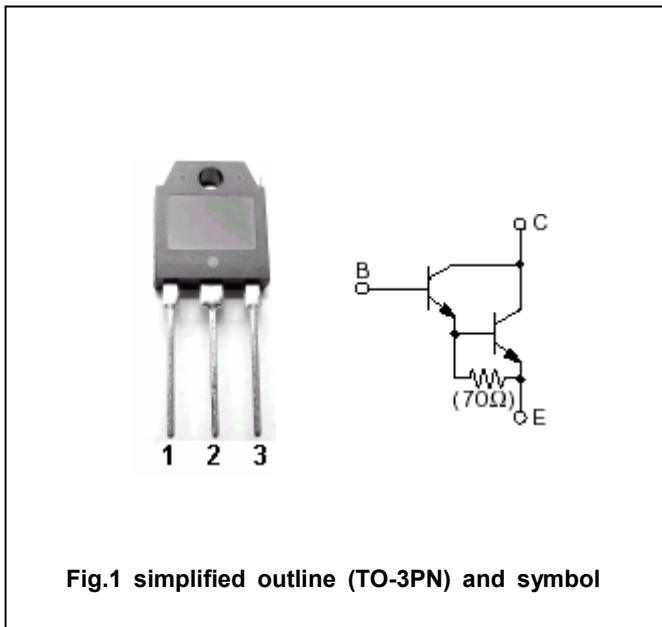 C
B
(70Ω)
E
1 2 3
Fig.1 simplified outline (TO-3PN) and symbol